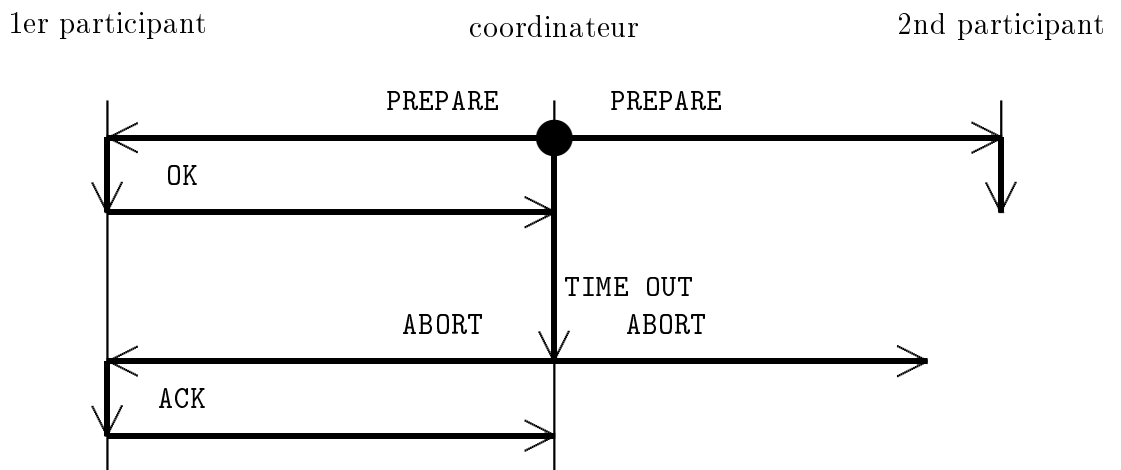 1er participant
coordinateur
2nd participant
PREPARE
PREPARE
OK
TIME OUT
ABORT
ABORT
ACK